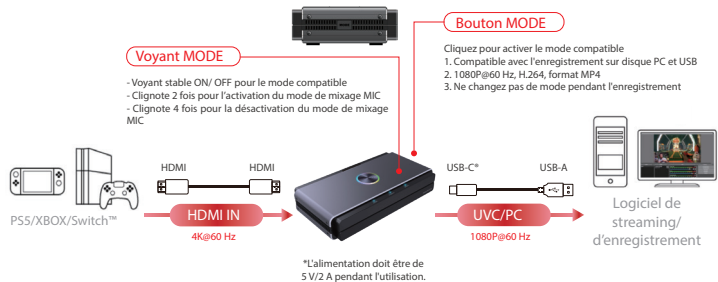 Bouton MODE
Cliquez pour activer le mode compatible
1. Compatible avec l'enregistrement sur disque PC et USB
2. 1080P@60 Hz, H.264, format MP4
3. Ne changez pas de mode pendant l'enregistrement
Voyant MODE
- Voyant stable ON/ OFF pour le mode compatible
- Clignote 2 fois pour l'activation du mode de mixage MIC
- Clignote 4 fois pour la désactivation du mode de mixage
MIC
PS5/XBOX/Switch™
HDMI
HDMI
HDMI IN
4K@60 Hz
*L'alimentation doit être de
5 V/2 A pendant l'utilisation.
USB-C*
USB-A
UVC/PC
1080P@60 Hz
Logiciel de
streaming/
d'enregistrement